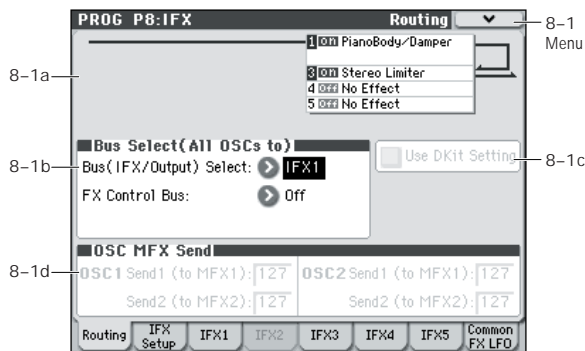 PROG P8:IFX Routing
8–1
Menu
1 On PianoBody/Damper
3 On Stereo Limiter
4 Off No Effect
5 Off No Effect
8–1a
Bus Select(All OSCs to)
8–1b
Bus(IFX/Output) Select: IFX1
Use DKit Setting
8–1c
FX Control Bus: Off
OSC MFX Send
8–1d
OSC1 Send1 (to MFX1): 127 OSC2 Send1 (to MFX1): 127
Send2 (to MFX2): 127 Send2 (to MFX2): 127
Routing IFX Setup IFX1 IFX2 IFX3 IFX4 IFX5 Common FX LFO